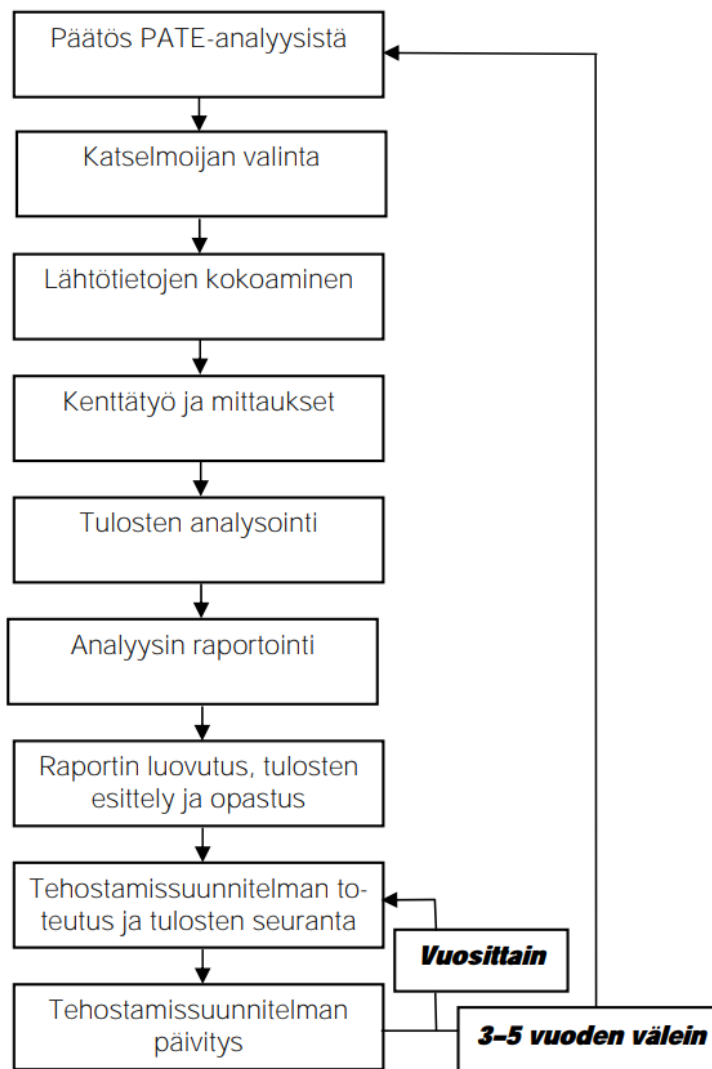 Päätös PATE-analyysistä
Katselmoijan valinta
Lähtötietojen kokoaminen
Kenttätyö ja mittaukset
Tulosten analysointi
Analyysin raportointi
Raportin luovutus, tulosten
esittely ja opastus
Tehostamissuunnitelman to-
teutus ja tulosten seuranta
Vuosittain
Tehostamissuunnitelman
päivitys
3–5 vuoden välein